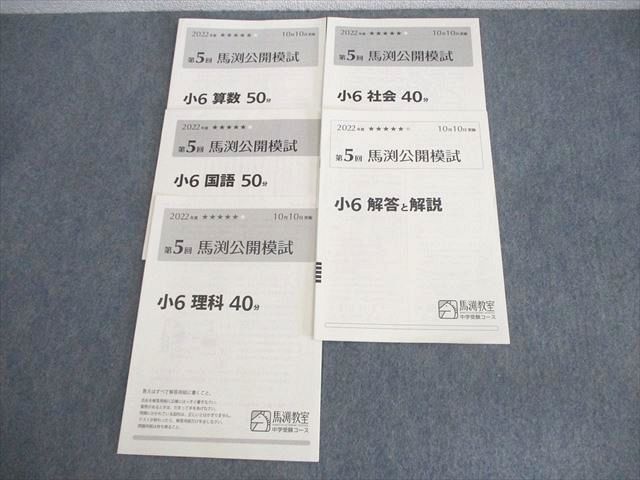 2022年度 ★★★★★★ 10月10日実施
第5回 馬渕公開模試
小6 算数 50分
2022年度 ★★★★★★ 10月10日実施
第5回 馬渕公開模試
小6 社会 40分
2022年度 ★★★★★★
第5回 馬渕公開模試
小6 国語 50分
2022年度 ★★★★★☆ 10月10日実施
第5回 馬渕公開模試
小6 解答と解説
馬渕教室
中学受験コース
2022年度 ★★★★★★ 10月10日実施
第5回 馬渕公開模試
小6 理科 40分
答えはすべて解答用紙に書くこと。
馬渕教室
中学受験コース